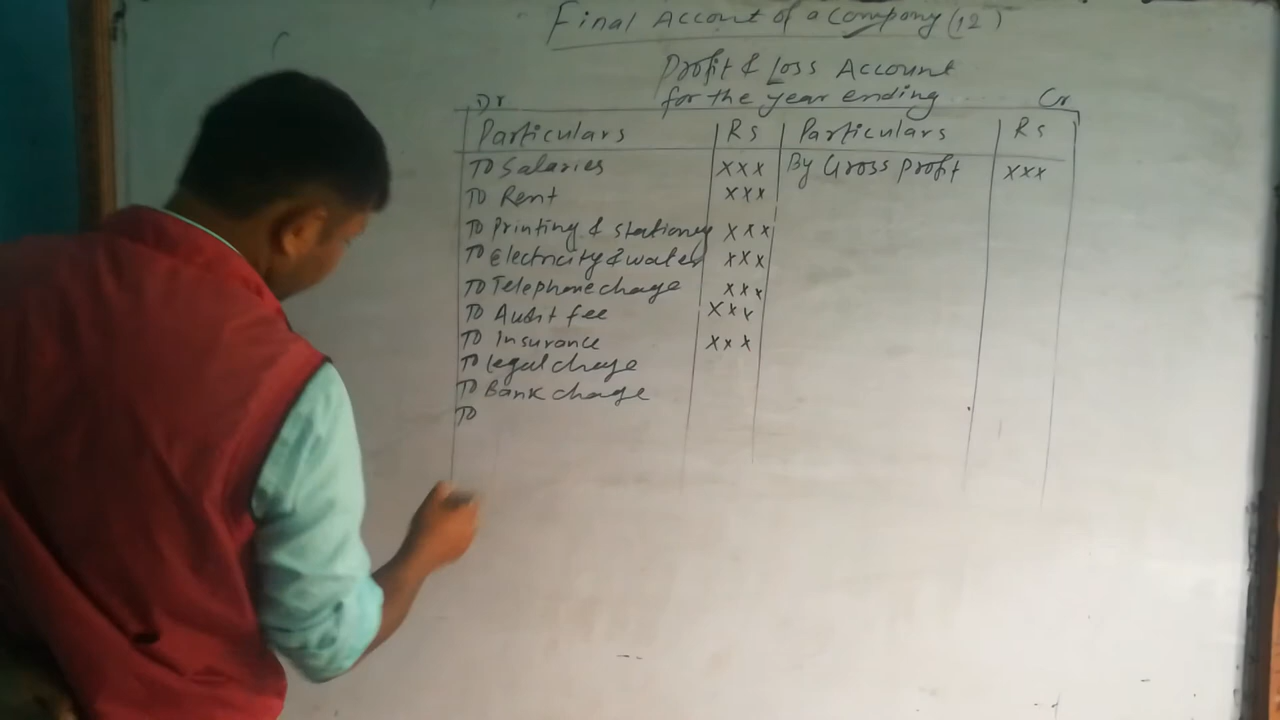 Final Account of a Company (12)
Profit & Loss Account
for the year ending
Dr Cr
Particulars Rs Particulars Rs
To Salaries xxx By Gross profit xxx
To Rent xxx
To Printing & stationery xxx
To Electricity & water xxx
To Telephone chage xxx
To Audit fee xxx
To Insurance xxx
To Legal charge
To Bank charge
To